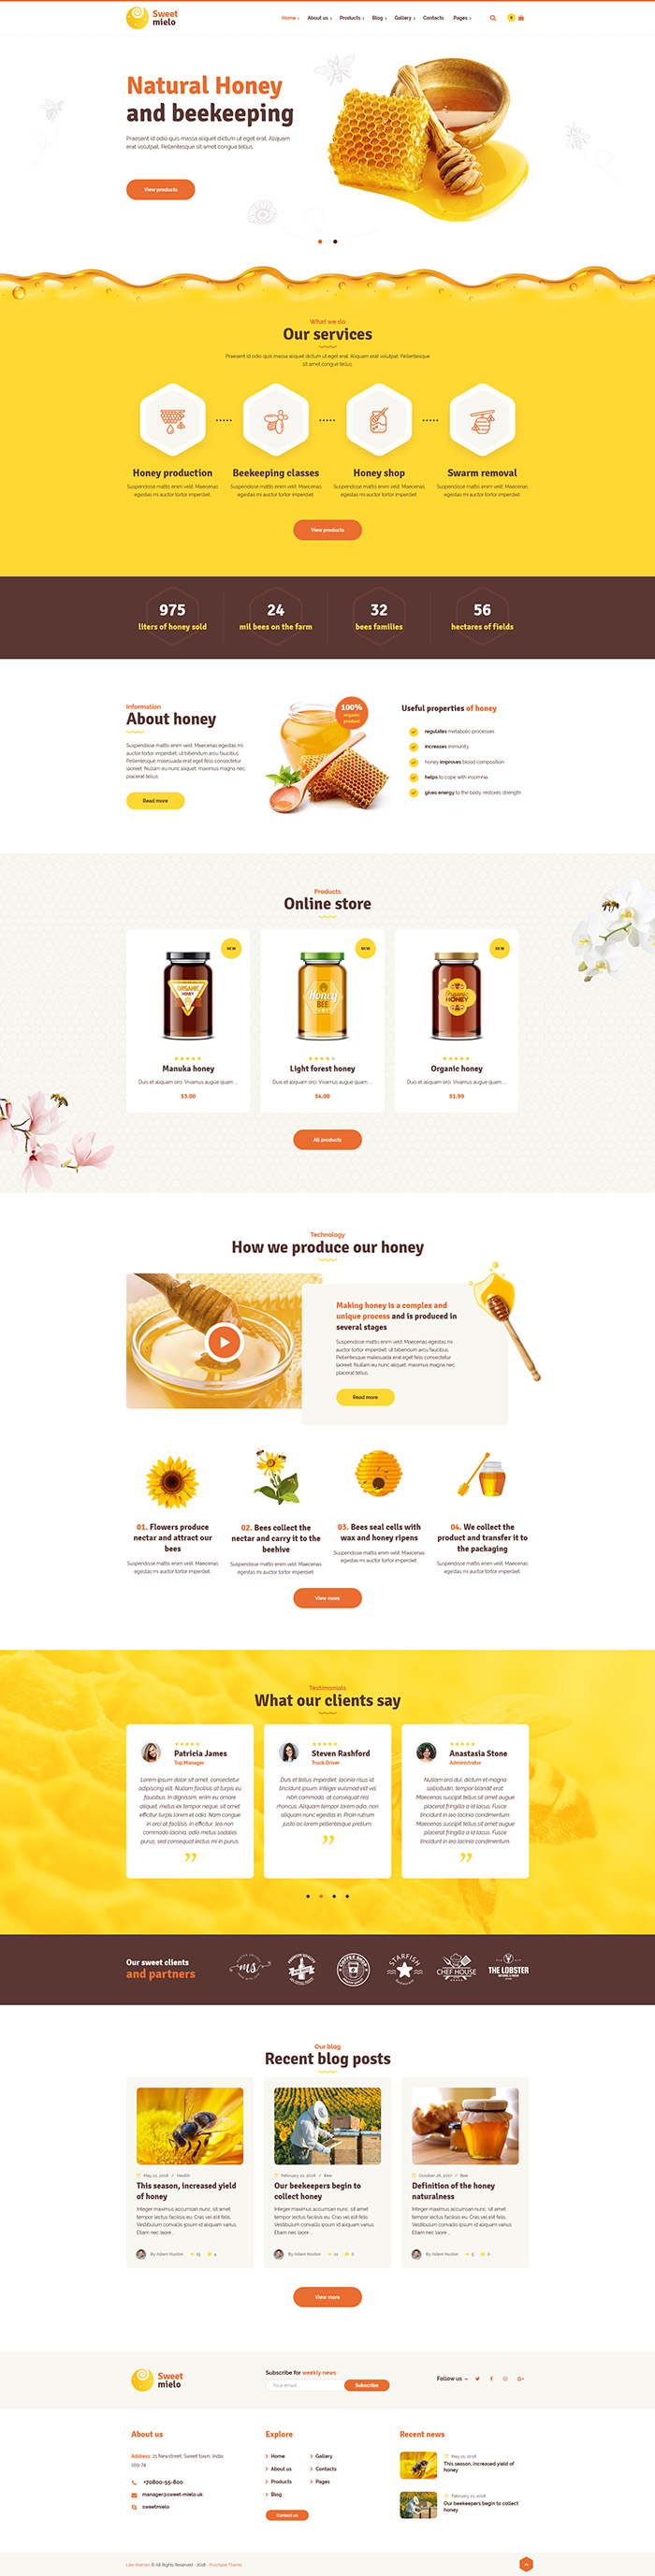 Sweet
mielo
Home
About us
Products
Blog
Gallery
Contacts
Pages
0
Natural Honey
and beekeeping
Praesent id odio quis massa aliquet dictum ut eget erat. Aliquam
erat volutpat. Pellentesque sit amet congue tellus.
View products
What we do
Our services
Praesent id odio quis massa aliquet dictum ut eget erat. Aliquam erat volutpat. Pellentesque
sit amet congue tellus.
Honey production
Suspendisse mattis enim velit. Maecenas
egestas mi auctor tortor imperdiet.
Beekeeping classes
Suspendisse mattis enim velit. Maecenas
egestas mi auctor tortor imperdiet.
Honey shop
Suspendisse mattis enim velit. Maecenas
egestas mi auctor tortor imperdiet.
Swarm removal
Suspendisse mattis enim velit. Maecenas
egestas mi auctor tortor imperdiet.
View products
975
liters of honey sold
24
mil bees on the farm
32
bees families
56
hectares of fields
Information
About honey
Suspendisse mattis enim velit. Maecenas egestas mi
auctor tortor imperdiet, ut bibendum arcu faucibus.
Pellentesque malesuada erat eget felis consectetur
laoreet. Nullam eu nunc aliquet, maximus magna nec,
placerat tellus.
Read more
100%
organic
product
Useful properties of honey
regulates metabolic processes
increases immunity
honey improves blood composition
helps to cope with insomnia
gives energy to the body, restores strength
Products
Online store
NEW
ORGANIC
HONEY
Manuka honey
Duis et aliquam orci. Vivamus augue quam ...
$3.00
NEW
Honey
BEE
Light forest honey
Duis et aliquam orci. Vivamus augue quam ...
$4.00
NEW
Organic
HONEY
Organic honey
Duis et aliquam orci. Vivamus augue quam ...
$1.99
All products
Technology
How we produce our honey
Making honey is a complex and
unique process and is produced in
several stages
Suspendisse mattis enim velit. Maecenas egestas mi
auctor tortor imperdiet, ut bibendum arcu faucibus.
Pellentesque malesuada erat eget felis consectetur
laoreet. Nullam eu nunc aliquet, maximus magna nec,
placerat tellus.
Read more
01. Flowers produce
nectar and attract our
bees
Suspendisse mattis enim velit. Maecenas
egestas mi auctor tortor imperdiet.
02. Bees collect the
nectar and carry it to the
beehive
Suspendisse mattis enim velit. Maecenas
egestas mi auctor tortor imperdiet.
03. Bees seal cells with
wax and honey ripens
Suspendisse mattis enim velit. Maecenas
egestas mi auctor tortor imperdiet.
04. We collect the
product and transfer it to
the packaging
Suspendisse mattis enim velit. Maecenas
egestas mi auctor tortor imperdiet.
View more
Testimonials
What our clients say
Patricia James
Top Manager
Lorem ipsum dolor sit amet, consectetur
adipiscing elit. Nullam facilisis at turpis eu
faucibus. In dignissim, enim eu ornare
aliquet, metus ex tempor neque, sit amet
efficitur turpis lorem et odio. Nam congue
in arci at facilisis. In efficitur, leo non
commodo lacinia, odio metus sodales
purus, sed consequat lectus mi in purus.
Steven Rashford
Truck Driver
Duis et tellus imperdiet, lacinia risus id,
tincidunt ipsum. Integer euismod est vel
nibh commodo, at consequat nisl
rhoncus. Aliquam tempor lorem odio, non
aliquam nunc egestas in. Proin rutrum
justo ac lorem pellentesque pretium.
Anastasia Stone
Administrator
Nullam orci dui, dictum et magna
sollicitudin, tempor blandit erat.
Maecenas suscipit tellus sit amet augue
placerat fringilla a id lacus. Fusce
tincidunt in leo lacinia condimentum.
Maecenas suscipit tellus sit amet augue
placerat fringilla a id lacus. Fusce
tincidunt in leo lacinia condimentum.
Our sweet clients
and partners
ms
COFFEE SHOP
STARFISH
CHEF HOUSE
THE LOBSTER
Our blog
Recent blog posts
May 21, 2018 / Health
This season, increased yield
of honey
Integer maximus accumsan nunc, sit amet
tempor lectus facilisis eu. Cras vel elit felis.
Vestibulum convallis ipsum id aliquam varius.
Etiam nec laore ..
By Adam Huston
15
4
February 21, 2018 / Bee
Our beekeepers begin to
collect honey
Integer maximus accumsan nunc, sit amet
tempor lectus facilisis eu. Cras vel elit felis.
Vestibulum convallis ipsum id aliquam varius.
Etiam nec laore ..
By Adam Huston
October 26, 2017 / Bee
Definition of the honey
naturalness
Integer maximus accumsan nunc, sit amet
tempor lectus facilisis eu. Cras vel elit felis.
Vestibulum convallis ipsum id aliquam varius.
Etiam nec laore ..
By Adam Huston
View more
Sweet
mielo
Subscribe for weekly news
Your email
Subscribe
Follow us
About us
Address: 21 Newstreet, Sweet town, India,
109-74
+70800-55-800
manager@sweet-mielo.uk
sweetmielo
Explore
Home
About us
Products
Blog
Gallery
Contacts
Pages
Contact us
Recent news
May 21, 2018
This season, increased yield of
honey
February 21, 2018
Our beekeepers begin to collect
honey
Like-themes © All Rights Reserved - 2018 - Purchase Theme